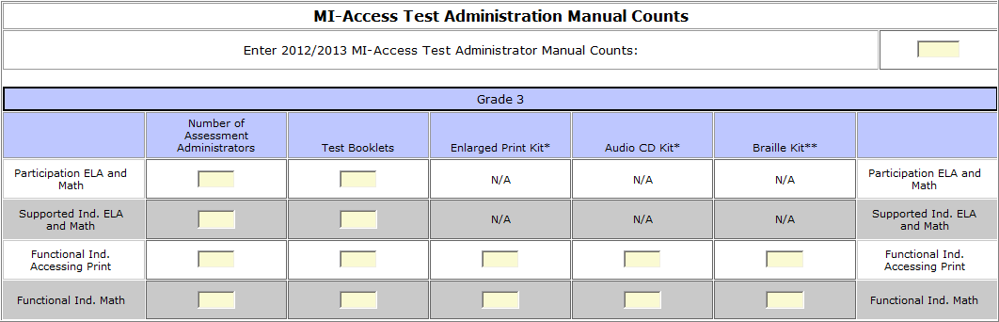 MI-Access Test Administration Manual Counts
Enter 2012/2013 MI-Access Test Administrator Manual Counts:
Grade 3
Number of
Assessment
Administrators
Test Booklets
Enlarged Print Kit*
Audio CD Kit*
Braille Kit**
Participation ELA and
Math
N/A
N/A
N/A
Participation ELA and
Math
Supported Ind. ELA
and Math
N/A
N/A
N/A
Supported Ind. ELA
and Math
Functional Ind.
Accessing Print
Functional Ind.
Accessing Print
Functional Ind. Math
Functional Ind. Math